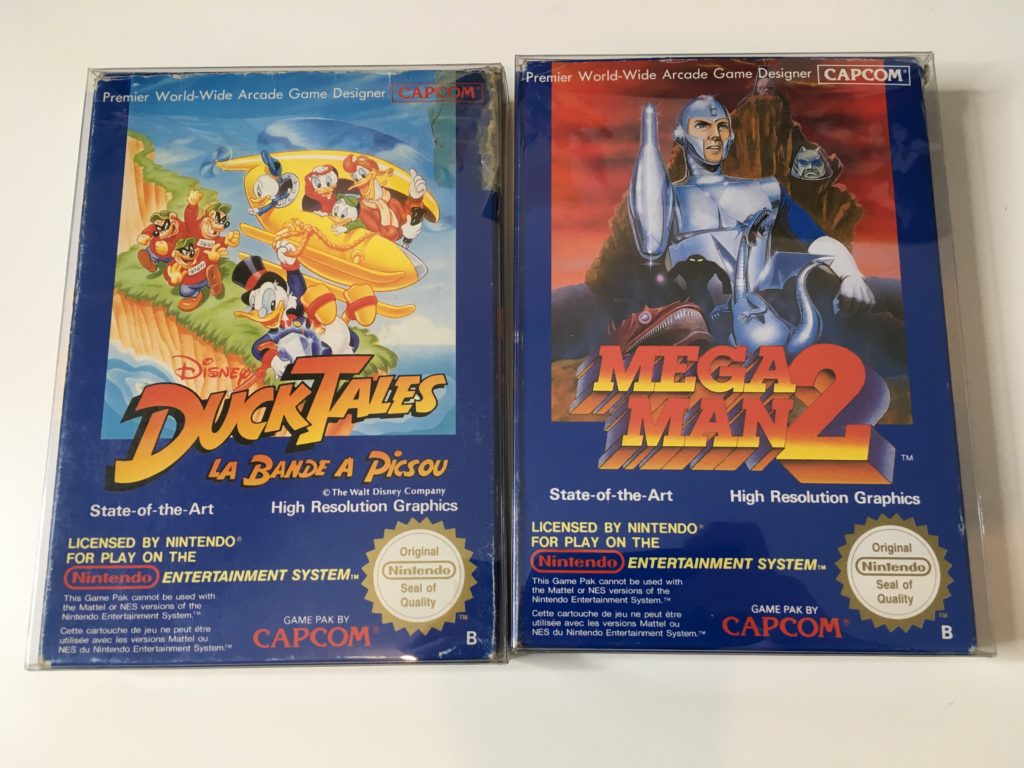 Premier World-Wide Arcade Game Designer CAPCOM®
Disney's
DUCKTALES
LA BANDE A PICSOU
© The Walt Disney Company
State-of-the-Art High Resolution Graphics
LICENSED BY NINTENDO®
FOR PLAY ON THE
Nintendo® ENTERTAINMENT SYSTEM™
This Game Pak cannot be used with
the Mattel or NES versions of the
Nintendo Entertainment System.™
Cette cartouche de jeu ne peut être
utilisée avec les versions Mattel ou
NES du Nintendo Entertainment System.™
Original
Nintendo
Seal of
Quality
™
GAME PAK BY
CAPCOM®
B
Premier World-Wide Arcade Game Designer CAPCOM®
MEGA
MAN 2
™
State-of-the-Art High Resolution Graphics
LICENSED BY NINTENDO®
FOR PLAY ON THE
Nintendo® ENTERTAINMENT SYSTEM™
This Game Pak cannot be used with
the Mattel or NES versions of the
Nintendo Entertainment System.™
Cette cartouche de jeu ne peut être
utilisée avec les versions Mattel ou
NES du Nintendo Entertainment System.™
Original
Nintendo
Seal of
Quality
™
GAME PAK BY
CAPCOM®
B